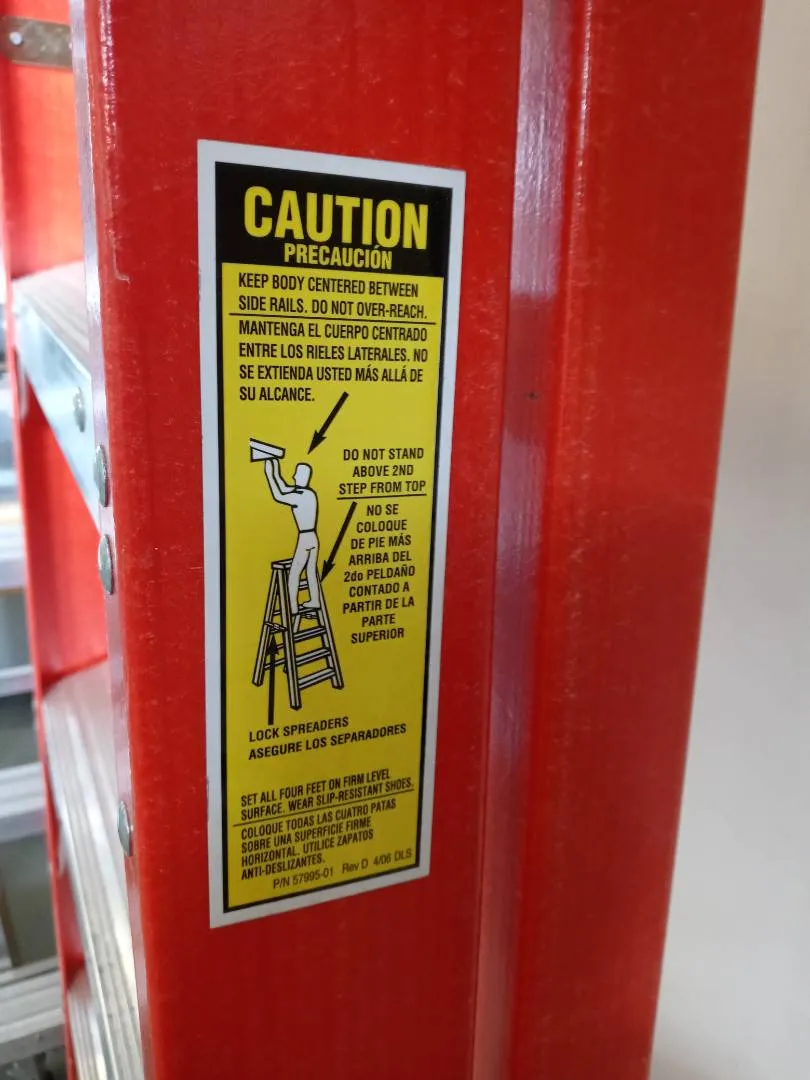 CAUTION
PRECAUCIÓN
KEEP BODY CENTERED BETWEEN
SIDE RAILS. DO NOT OVER-REACH.
MANTENGA EL CUERPO CENTRADO
ENTRE LOS RIELES LATERALES. NO
SE EXTIENDA USTED MÁS ALLÁ DE
SU ALCANCE.
DO NOT STAND
ABOVE 2ND
STEP FROM TOP
NO SE
COLOQUE
DE PIE MÁS
ARRIBA DEL
2do PELDAÑO
CONTADO A
PARTIR DE LA
PARTE
SUPERIOR
LOCK SPREADERS
ASEGURE LOS SEPARADORES
SET ALL FOUR FEET ON FIRM LEVEL
SURFACE. WEAR SLIP-RESISTANT SHOES.
COLOQUE TODAS LAS CUATRO PATAS
SOBRE UNA SUPERFICIE FIRME
HORIZONTAL. UTILICE ZAPATOS
ANTI-DESLIZANTES.
P/N 57995-01 Rev D 4/06 DLS